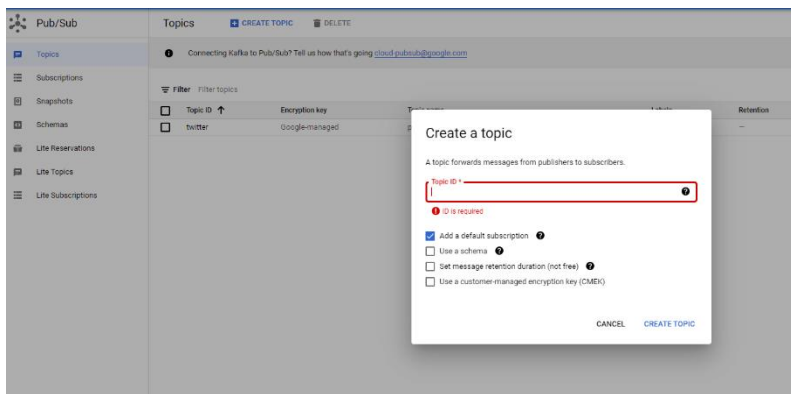 Pub/Sub
Topics
CREATE TOPIC
DELETE
Topics
Subscriptions
Snapshots
Schemas
Lite Reservations
Lite Topics
Lite Subscriptions
Connecting Kafka to Pub/Sub? Tell us how that's going cloud-pubsub@google.com
Filter Filter topics
Topic ID Encryption key Topic name Labels Retention
twitter Google-managed
Create a topic
A topic forwards messages from publishers to subscribers.
Topic ID *
ID is required
Add a default subscription
Use a schema
Set message retention duration (not free)
Use a customer-managed encryption key (CMEK)
CANCEL CREATE TOPIC